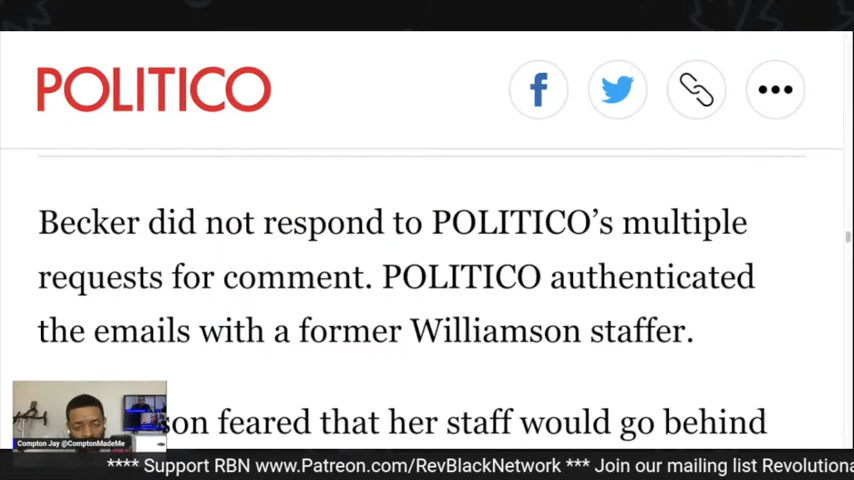 POLITICO
Becker did not respond to POLITICO’s multiple
requests for comment. POLITICO authenticated
the emails with a former Williamson staffer.
son feared that her staff would go behind
Compton Jay @ComptonMadeMe
**** Support RBN www.Patreon.com/RevBlackNetwork *** Join our mailing list Revolutiona